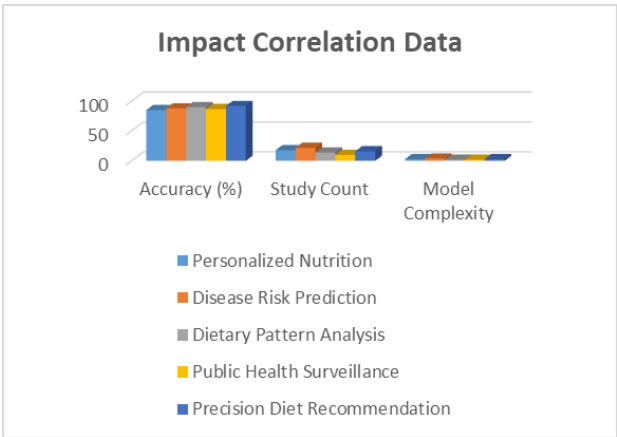 Impact Correlation Data
100
50
0
Accuracy (%)
Study Count
Model
Complexity
Personalized Nutrition
Disease Risk Prediction
Dietary Pattern Analysis
Public Health Surveillance
Precision Diet Recommendation